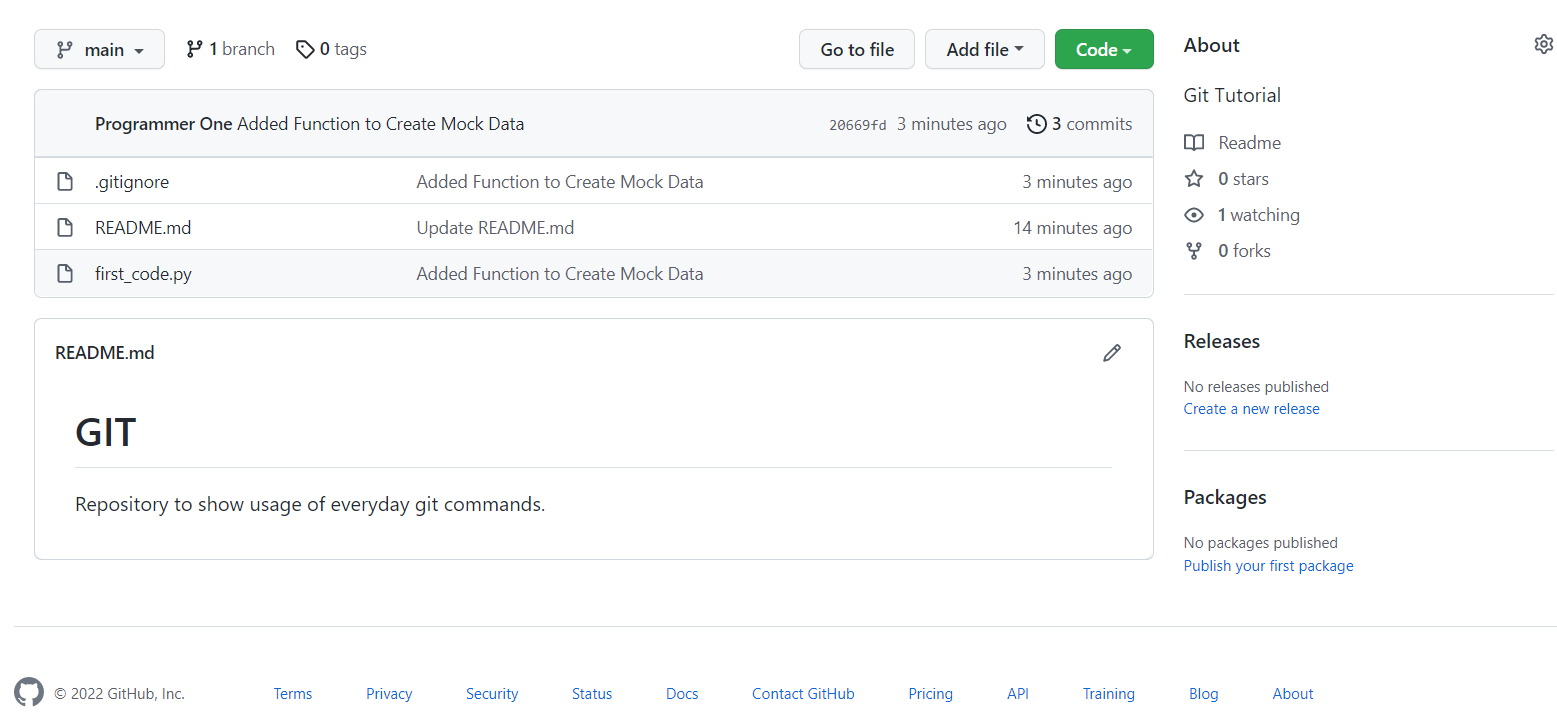 main 1 branch 0 tags Go to file Add file Code
Programmer One Added Function to Create Mock Data 20669fd 3 minutes ago 3 commits
.gitignore Added Function to Create Mock Data 3 minutes ago
README.md Update README.md 14 minutes ago
first_code.py Added Function to Create Mock Data 3 minutes ago
README.md
GIT
Repository to show usage of everyday git commands.
About
Git Tutorial
Readme
0 stars
1 watching
0 forks
Releases
No releases published
Create a new release
Packages
No packages published
Publish your first package
© 2022 GitHub, Inc. Terms Privacy Security Status Docs Contact GitHub Pricing API Training Blog About